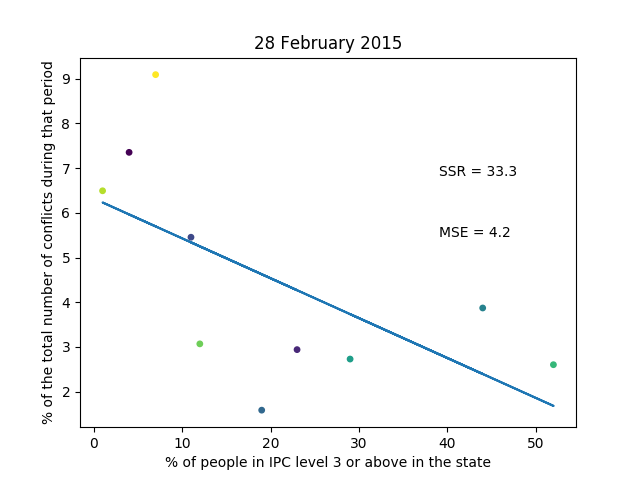 28 February 2015
% of the total number of conflicts during that period
9
8
7
6
5
4
3
2
SSR = 33.3
MSE = 4.2
0 10 20 30 40 50
% of people in IPC level 3 or above in the state